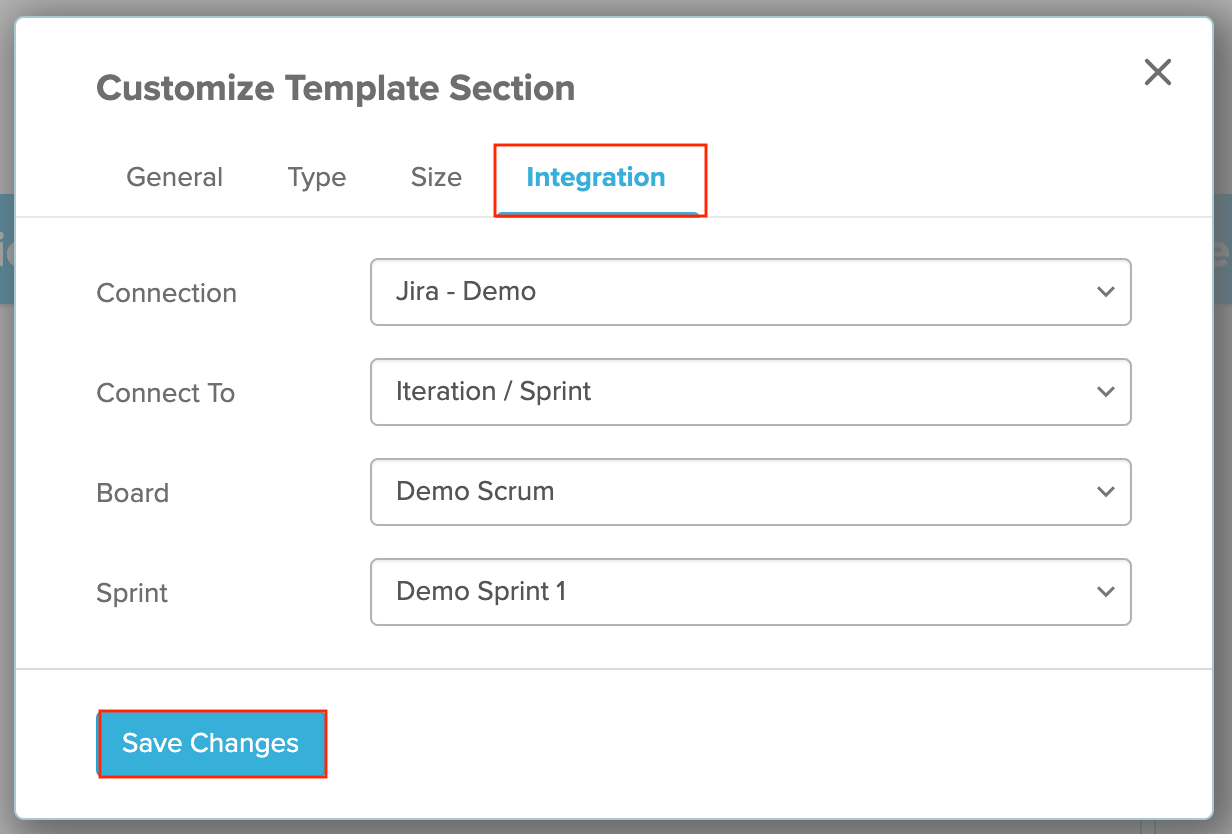 Customize Template Section
General Type Size Integration
Connection Jira - Demo
Connect To Iteration / Sprint
Board Demo Scrum
Sprint Demo Sprint 1
Save Changes